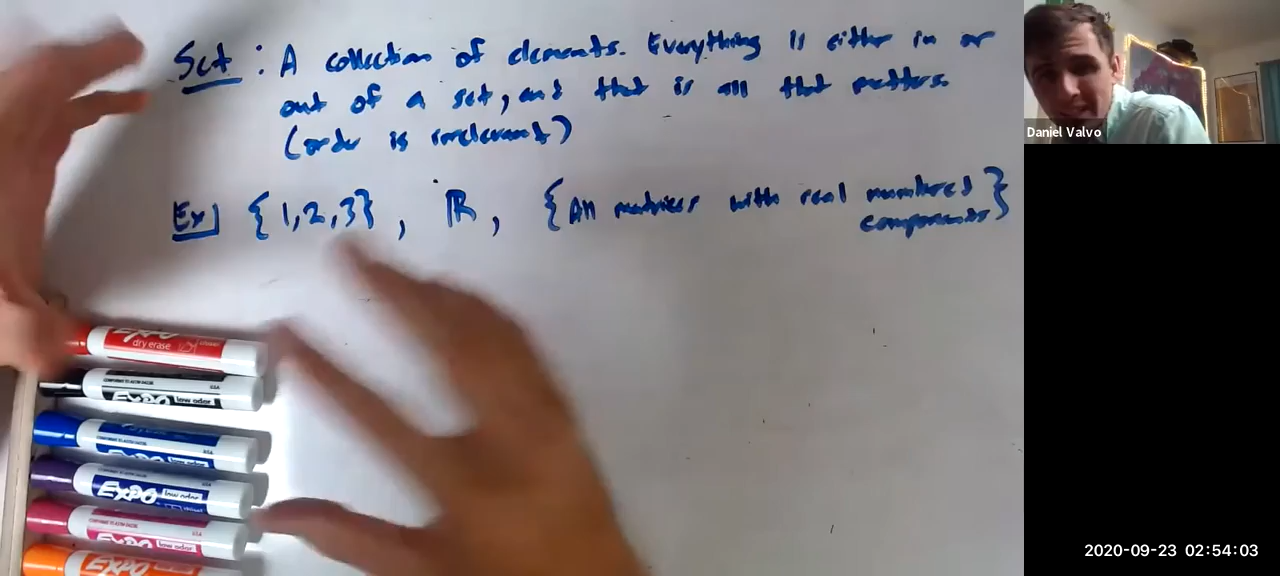 Set: A collection of elements. Everything is either in or
out of a set, and that is all that matters.
(order is irrelevant)
Ex] {1,2,3}, ℝ, {All matrices with real numbered
components}
Daniel Valvo
EXPO
dry erase
EXPO low odor
EXPO low odor
EXPO
2020-09-23 02:54:03